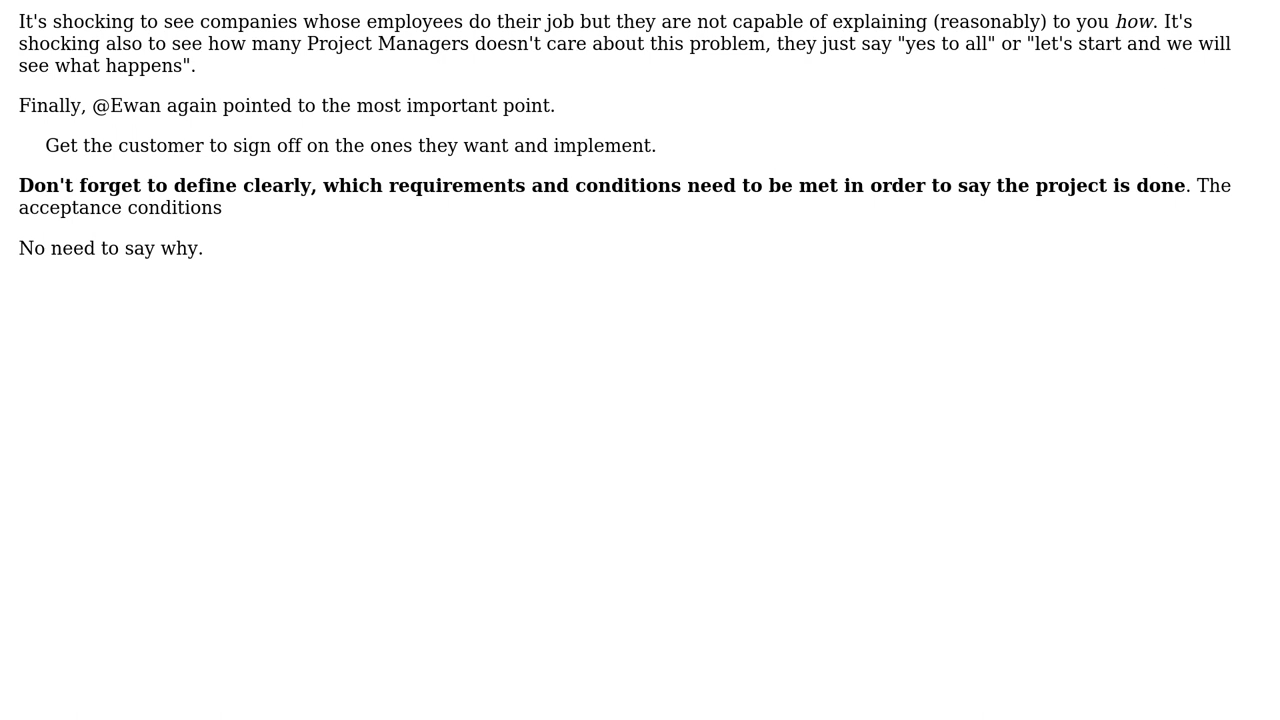 It's shocking to see companies whose employees do their job but they are not capable of explaining (reasonably) to you how. It's
shocking also to see how many Project Managers doesn't care about this problem, they just say "yes to all" or "let's start and we will
see what happens".
Finally, @Ewan again pointed to the most important point.
Get the customer to sign off on the ones they want and implement.
Don't forget to define clearly, which requirements and conditions need to be met in order to say the project is done. The
acceptance conditions
No need to say why.